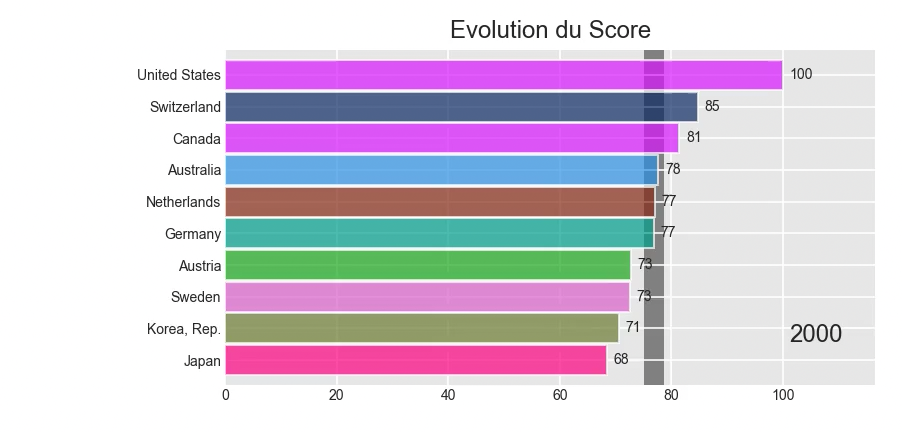 Evolution du Score
United States 100
Switzerland 85
Canada 81
Australia 78
Netherlands 77
Germany 77
Austria 73
Sweden 73
Korea, Rep. 71
2000
Japan 68
0 20 40 60 80 100